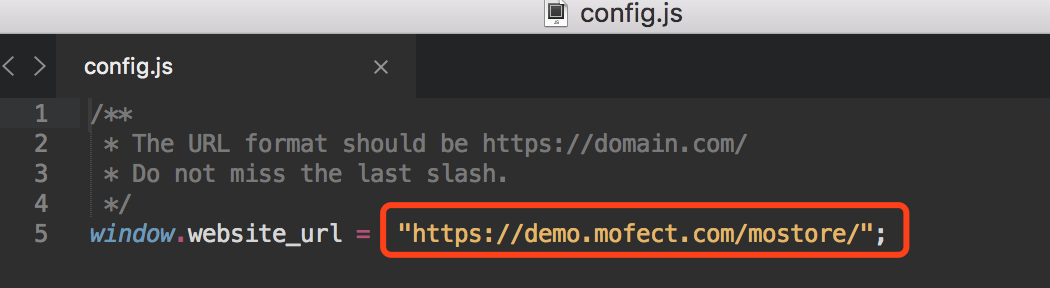 config.js
config.js
1 /**
2 * The URL format should be https://domain.com/
3 * Do not miss the last slash.
4 */
5 window.website_url = "https://demo.mofect.com/mostore/";